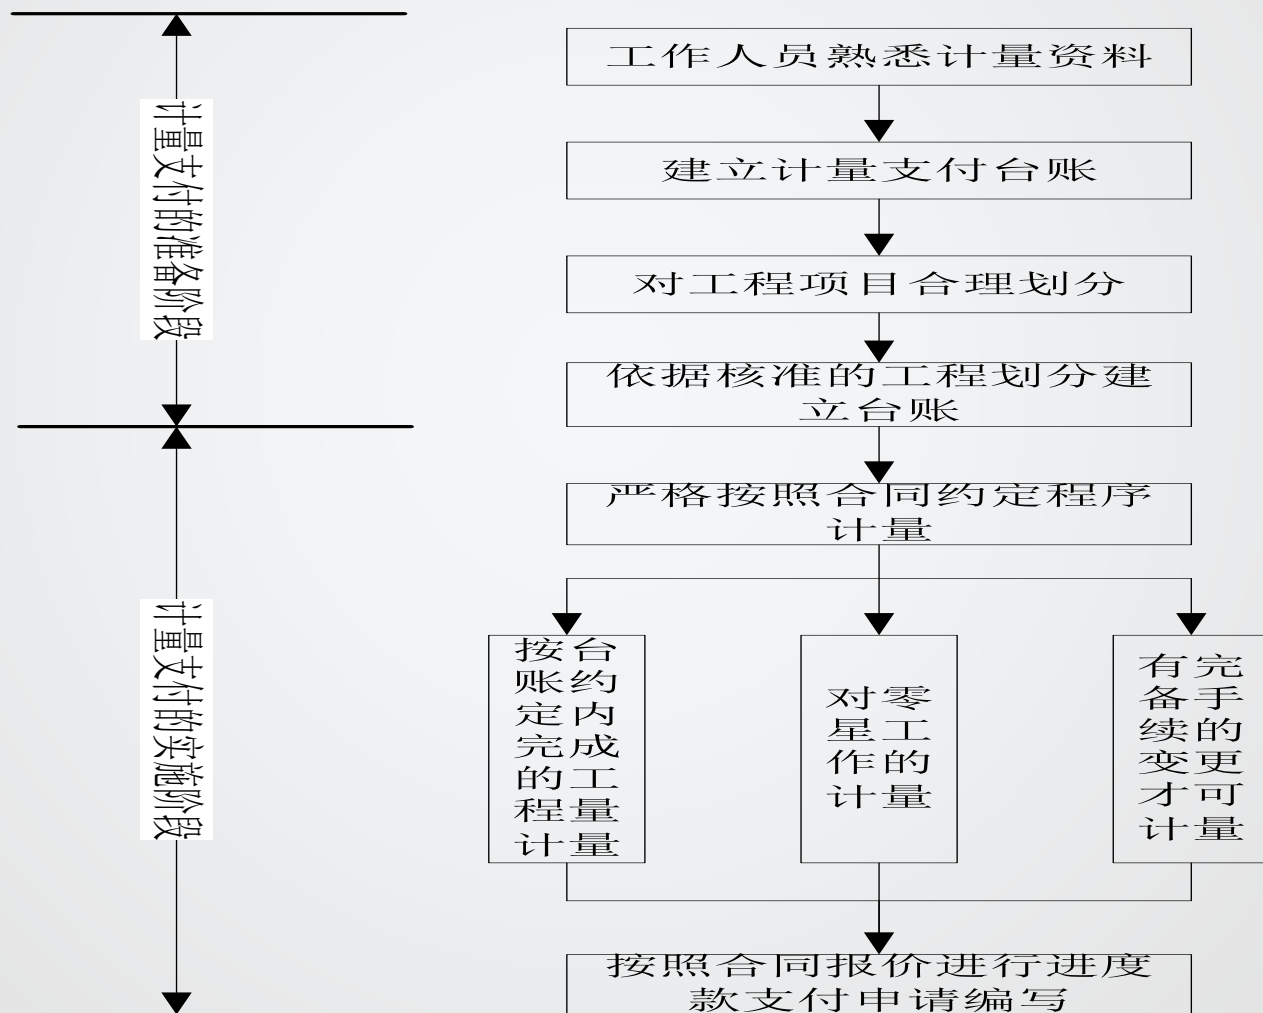 计量支付的准备阶段
工作人员熟悉计量资料
建立计量支付台账
对工程项目合理划分
依据核准的工程划分建
立台账
计量支付的实施阶段
严格按照合同约定程序
计量
按台
账约
定内
完成
的工
程量
计量
对零
星工
作的
计量
有完
备手
续的
变更
才可
计量
按照合同报价进行进度
款支付申请编写